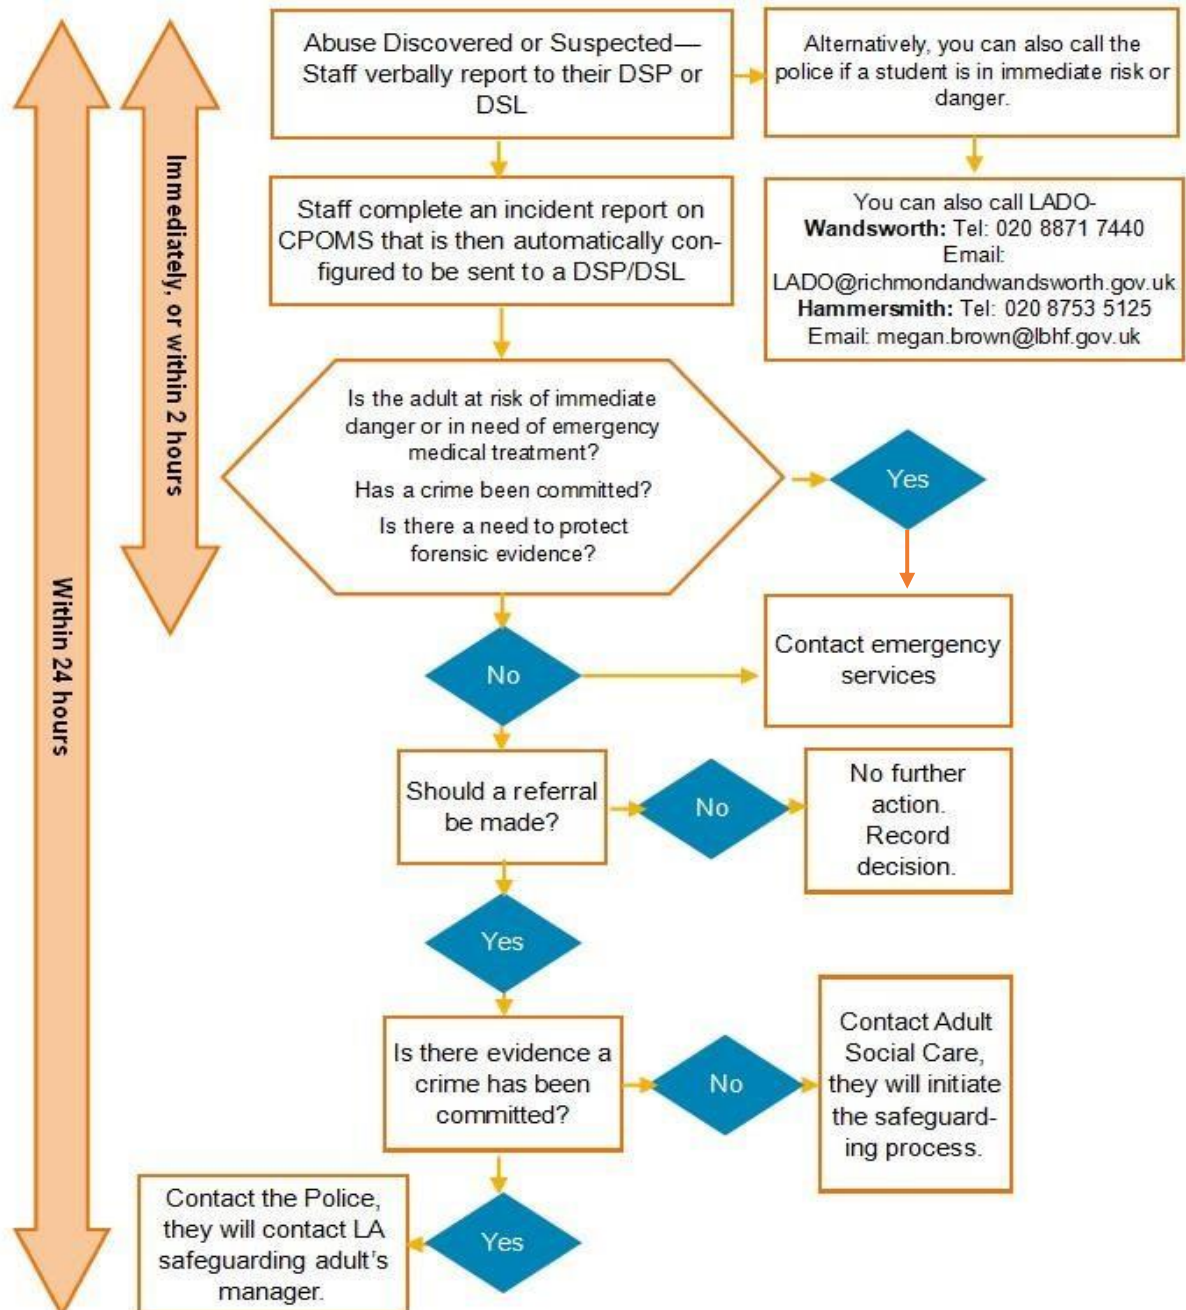 Abuse Discovered or Suspected—
Staff verbally report to their DSP or
DSL
Alternatively, you can also call the
police if a student is in immediate risk or
danger.
Staff complete an incident report on
CPOMS that is then automatically con-
figured to be sent to a DSP/DSL
You can also call LADO-
Wandsworth: Tel: 020 8871 7440
Email:
LADO@richmondandwandsworth.gov.uk
Hammersmith: Tel: 020 8753 5125
Email: megan.brown@lbhf.gov.uk
Immediately, or within 2 hours
Within 24 hours
Is the adult at risk of immediate
danger or in need of emergency
medical treatment?
Has a crime been committed?
Is there a need to protect
forensic evidence?
Yes
Contact emergency
services
No
Should a referral
be made?
No
No further
action.
Record
decision.
Yes
Is there evidence a
crime has been
committed?
No
Contact Adult
Social Care,
they will initiate
the safeguard-
ing process.
Yes
Contact the Police,
they will contact LA
safeguarding adult's
manager.